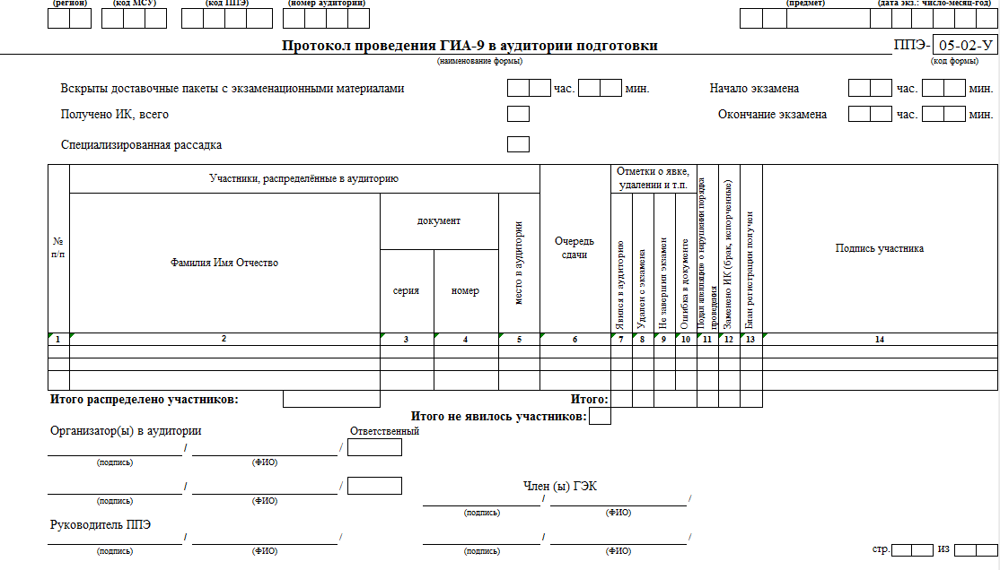 (регион) (код МСУ) (код ППЭ) (номер аудитории) (предмет) (дата экз.: число-месяц-год)
Протокол проведения ГИА-9 в аудитории подготовки ППЭ- 05-02-У
(наименование формы) (код формы)
Вскрыты доставочные пакеты с экзаменационными материалами час. мин. Начало экзамена час. мин.
Получено ИК, всего Окончание экзамена час. мин.
Специализированная рассадка
№ п/п
Участники, распределённые в аудиторию
Фамилия Имя Отчество
документ
серия
номер
место в аудитории
Очередь
сдачи
Отметки о явке,
удалении и т.п.
Явился в аудиторию
Удален с экзамена
Не завершил экзамен
Ошибка в документе
Подал апелляцию о нарушении порядка
проведения
Заменено ИК (брак, испорченные)
Блан регистрации получен
Подпись участника
1 2 3 4 5 6 7 8 9 10 11 12 13 14
Итого распределено участников: Итого:
Итого не явилось участников:
Организатор(ы) в аудитории Ответственный
/ /
(подпись) (ФИО)
/ / Член (ы) ГЭК
(подпись) (ФИО) / /
(подпись) (ФИО)
Руководитель ППЭ
/ / / /
(подпись) (ФИО) (подпись) (ФИО) стр. из